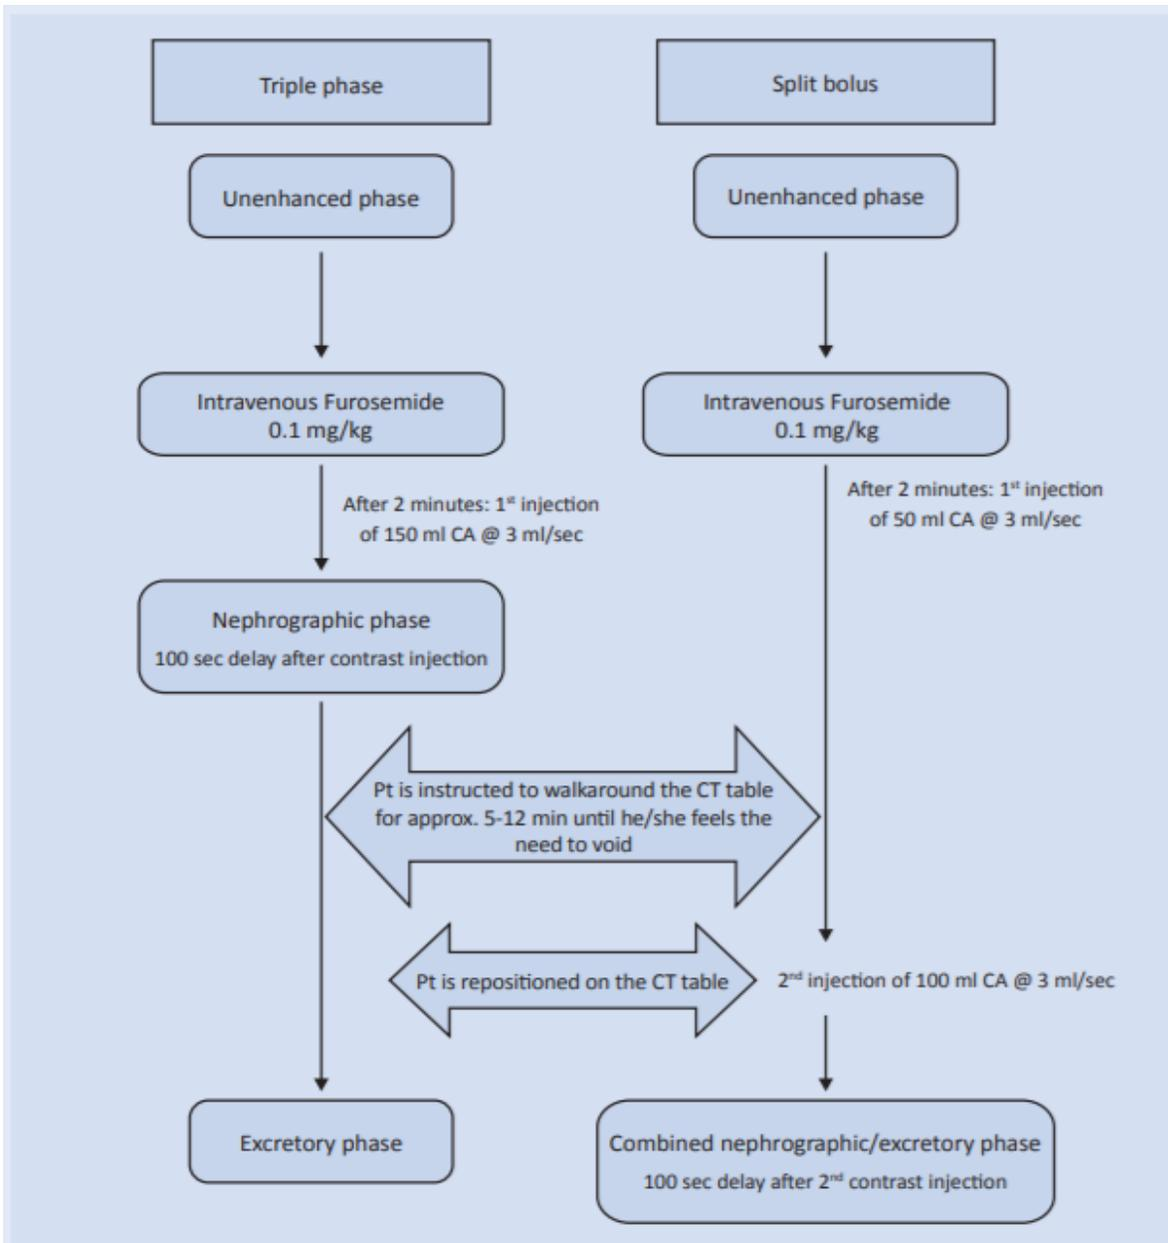 Triple phase
Split bolus
Unenhanced phase
Unenhanced phase
Intravenous Furosemide
0.1 mg/kg
Intravenous Furosemide
0.1 mg/kg
After 2 minutes: 1st injection
of 150 ml CA @ 3 ml/sec
After 2 minutes: 1st injection
of 50 ml CA @ 3 ml/sec
Nephrographic phase
100 sec delay after contrast injection
Pt is instructed to walkaround the CT table
for approx. 5-12 min until he/she feels the
need to void
Pt is repositioned on the CT table
2nd injection of 100 ml CA @ 3 ml/sec
Excretory phase
Combined nephrographic/excretory phase
100 sec delay after 2nd contrast injection